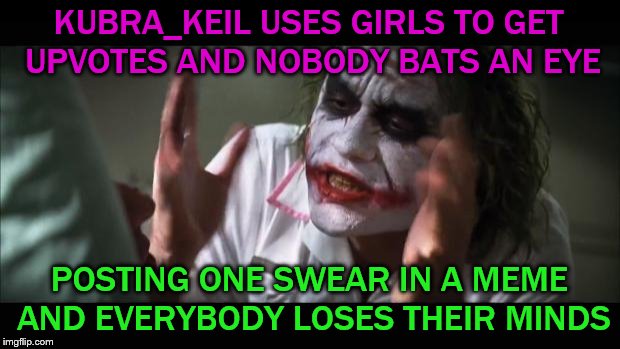 KUBRA_KEIL USES GIRLS TO GET
UPVOTES AND NOBODY BATS AN EYE
POSTING ONE SWEAR IN A MEME
AND EVERYBODY LOSES THEIR MINDS
imgflip.com